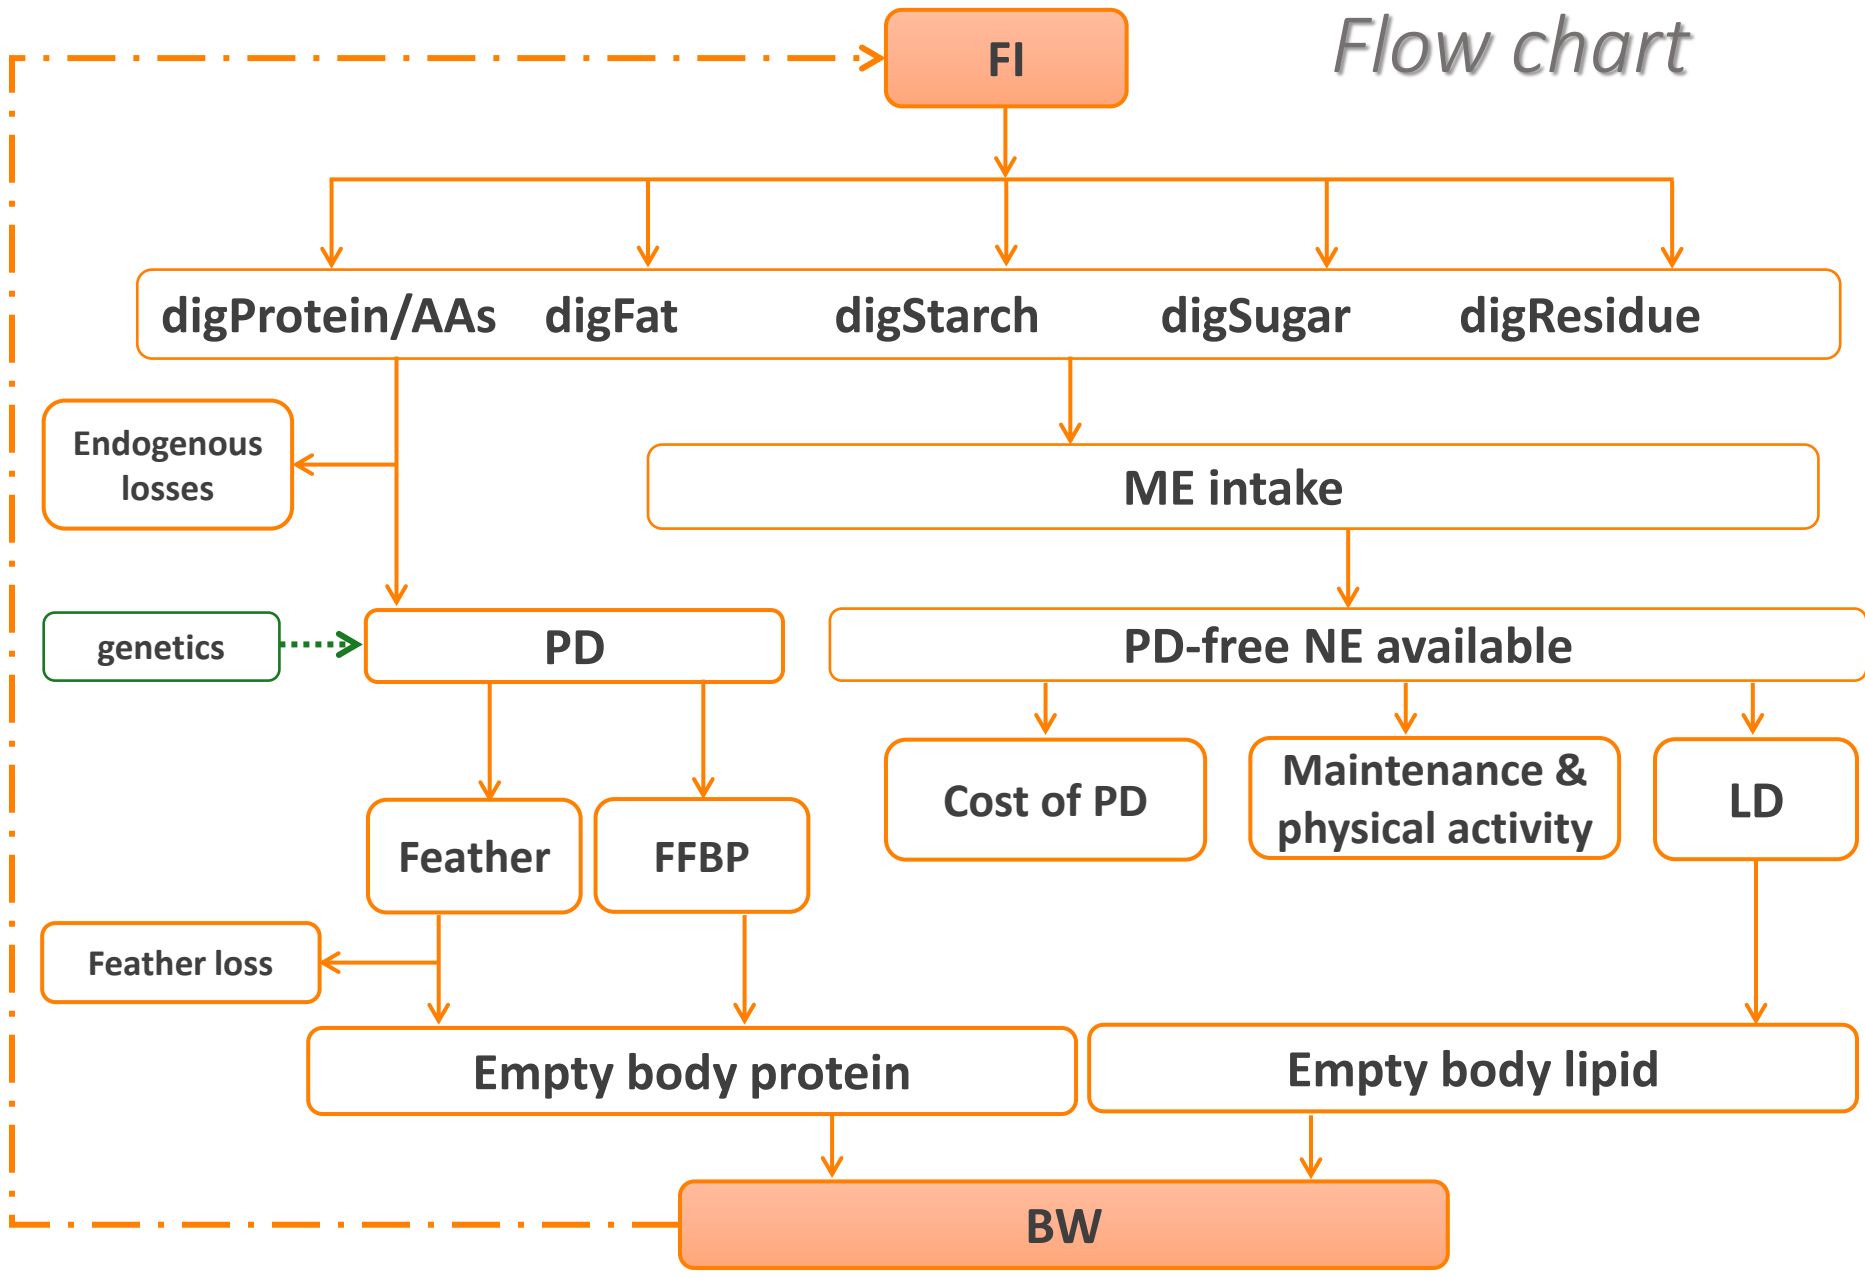 Flow chart
FI
digProtein/AAs digFat digStarch digSugar digResidue
Endogenous
losses
ME intake
genetics
PD
PD-free NE available
Cost of PD
Maintenance &
physical activity
LD
Feather
FFBP
Feather loss
Empty body protein
Empty body lipid
BW